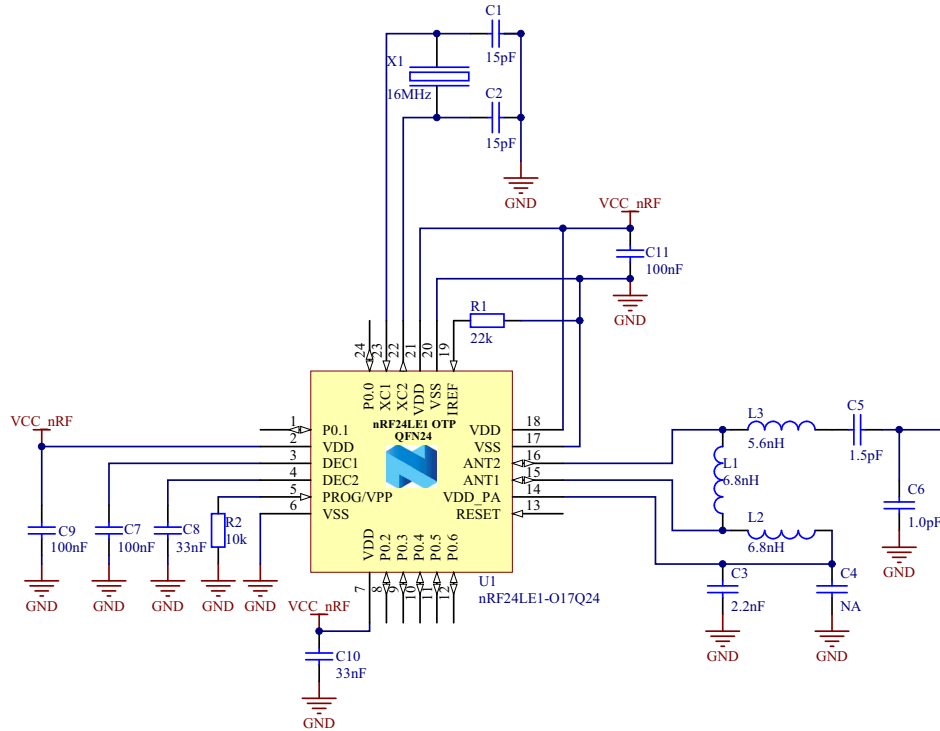 C1
15pF
X1
16MHz
C2
15pF
GND
VCC_nRF
C11
100nF
GND
R1
22k
24
23
22
21
20
19
P0.0
XC1
XC2
VDD
VSS
IREF
nRF24LE1 OTP
QFN24
VCC_nRF
1 P0.1
2 VDD
3 DEC1
4 DEC2
5 PROG/VPP
6 VSS
VDD 18
VSS 17
ANT2 16
ANT1 15
VDD_PA 14
RESET 13
VDD
P0.2
P0.3
P0.4
P0.5
P0.6
7
8
9
10
11
12
U1
nRF24LE1-O17Q24
C9
100nF
GND
C7
100nF
GND
C8
33nF
GND
R2
10k
GND
GND
VCC_nRF
C10
33nF
GND
L3
5.6nH
C5
1.5pF
L1
6.8nH
L2
6.8nH
C6
1.0pF
GND
C3
2.2nF
GND
C4
NA
GND